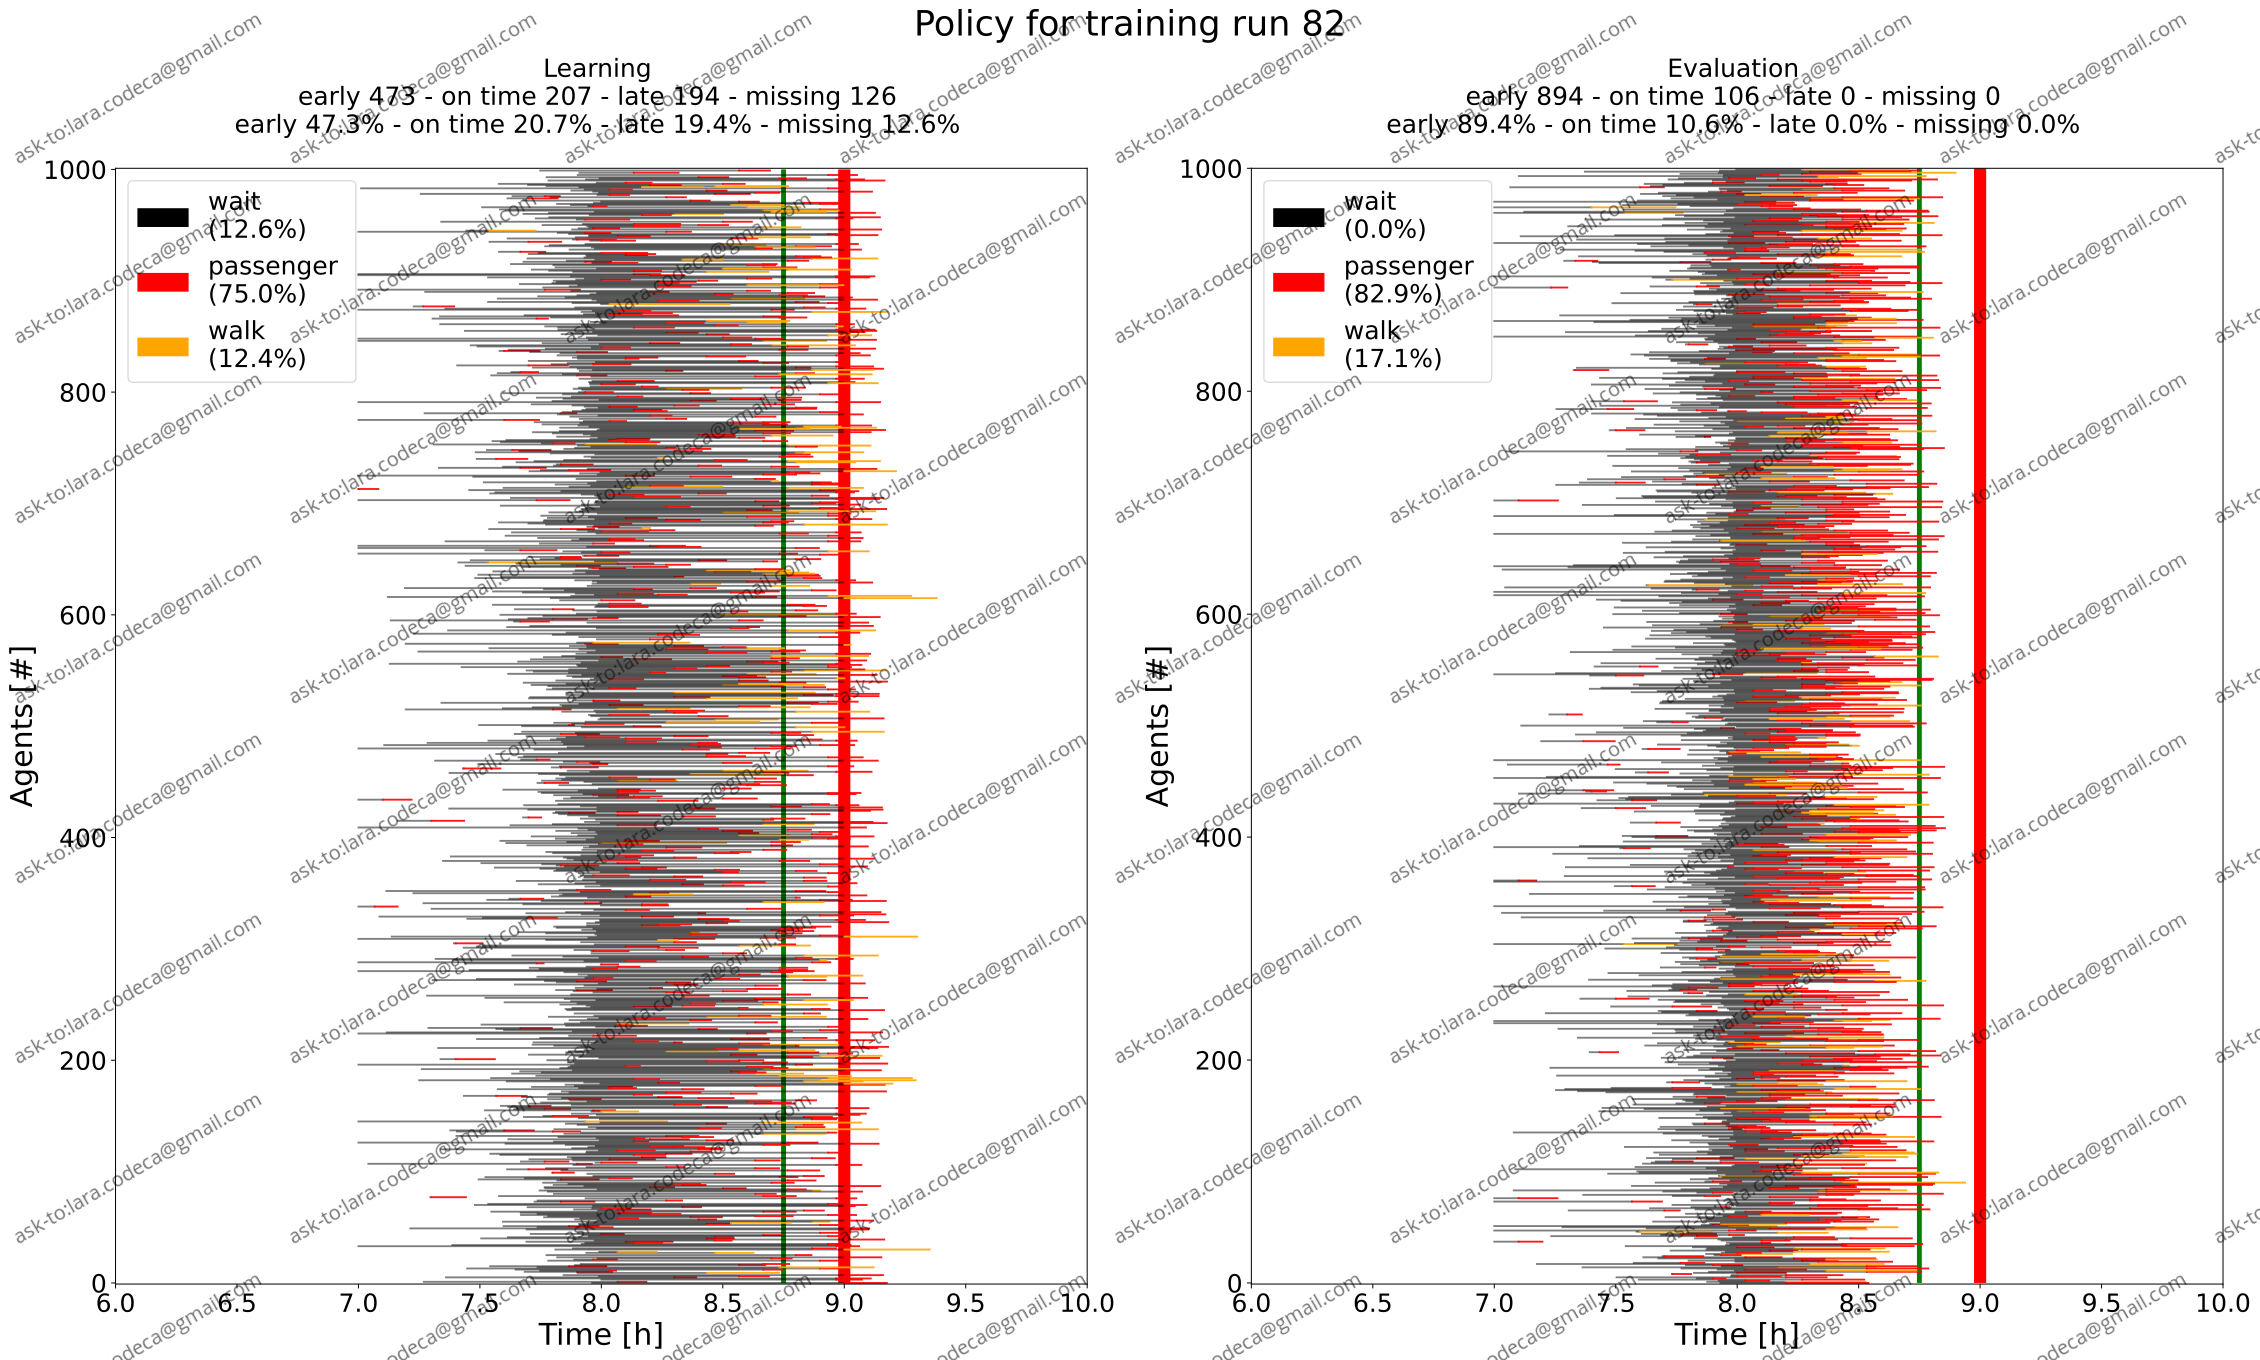 Policy for training run 82
Learning
early 473 - on time 207 - late 194 - missing 126
early 47.3% - on time 20.7% - late 19.4% - missing 12.6%
wait
(12.6%)
passenger
(75.0%)
walk
(12.4%)
Agents [#]
1000
800
600
400
200
0
6.0 6.5 7.0 7.5 8.0 8.5 9.0 9.5 10.0
Time [h]
Evaluation
early 894 - on time 106 - late 0 - missing 0
early 89.4% - on time 10.6% - late 0.0% - missing 0.0%
wait
(0.0%)
passenger
(82.9%)
walk
(17.1%)
Agents [#]
1000
800
600
400
200
0
6.0 6.5 7.0 7.5 8.0 8.5 9.0 9.5 10.0
Time [h]
ask-to:lara.codeca@gmail.com